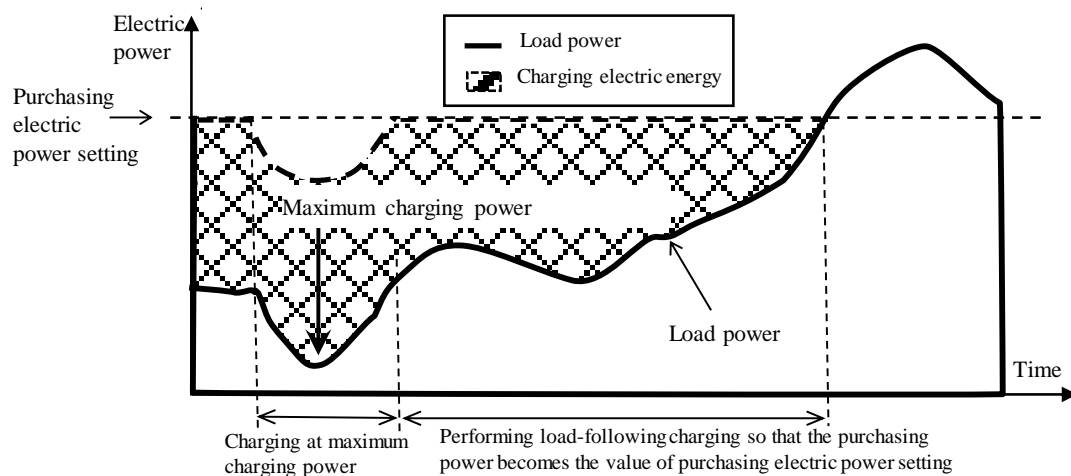 Electric
power
Load power
Charging electric energy
Purchasing
electric
power setting
Maximum charging power
Load power
Time
Charging at maximum
charging power
Performing load-following charging so that the purchasing
power becomes the value of purchasing electric power setting